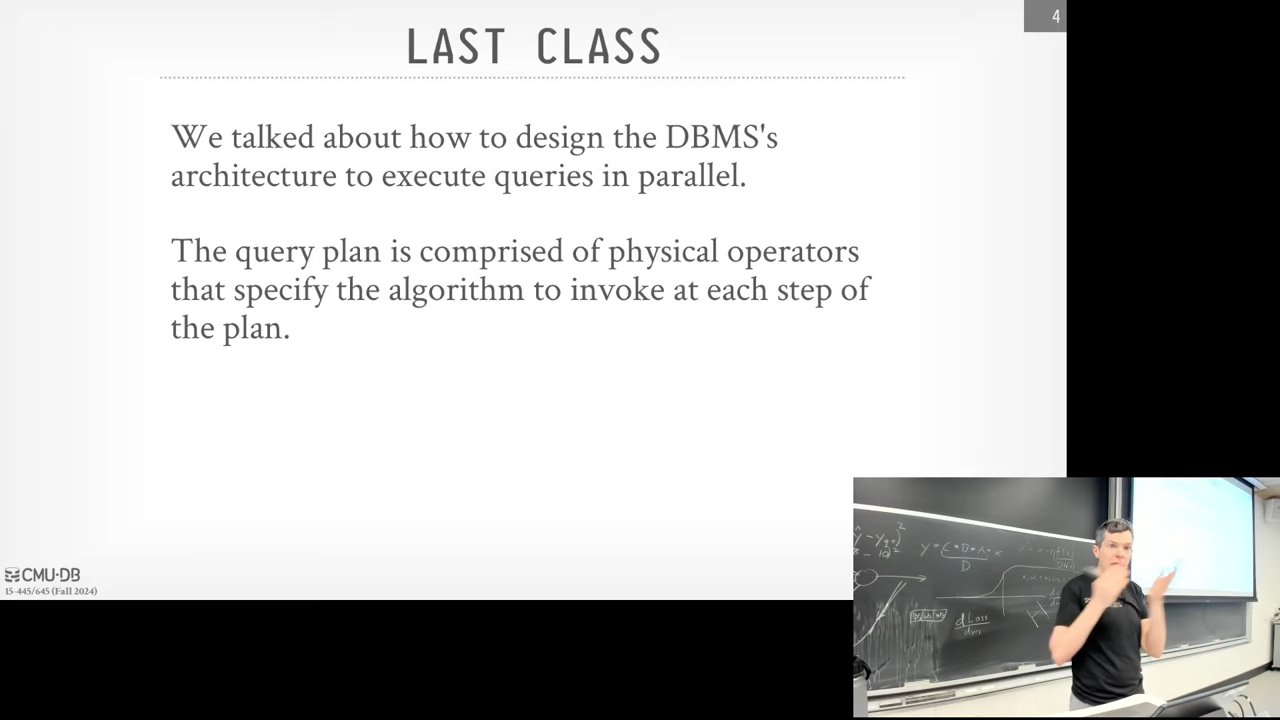 4
LAST CLASS
We talked about how to design the DBMS's
architecture to execute queries in parallel.
The query plan is comprised of physical operators
that specify the algorithm to invoke at each step of
the plan.
CMU·DB
15-445/645 (Fall 2024)
D
dLoss